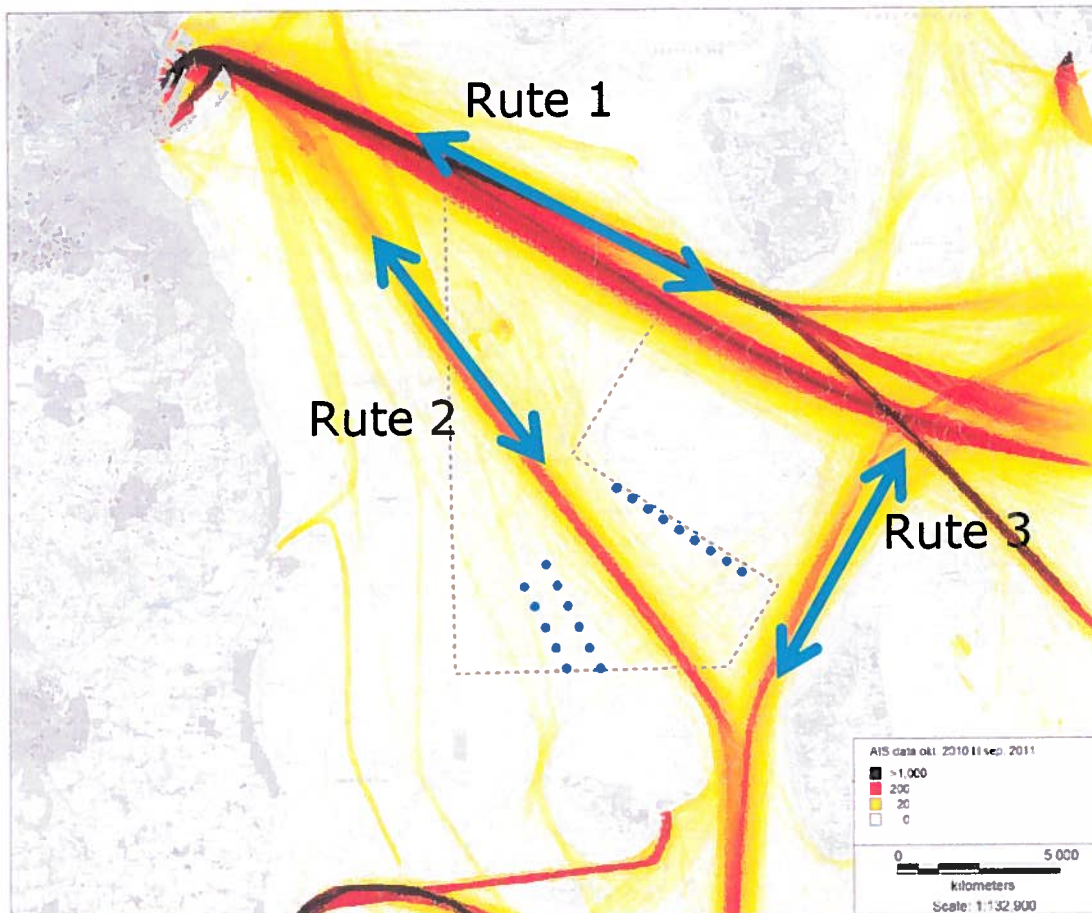 Rute 1
Rute 2
Rute 3
AIS data okt. 2010 til sep. 2011
>1,000
200
20
0
0 5 000
kilometers
Scale: 1:132,900